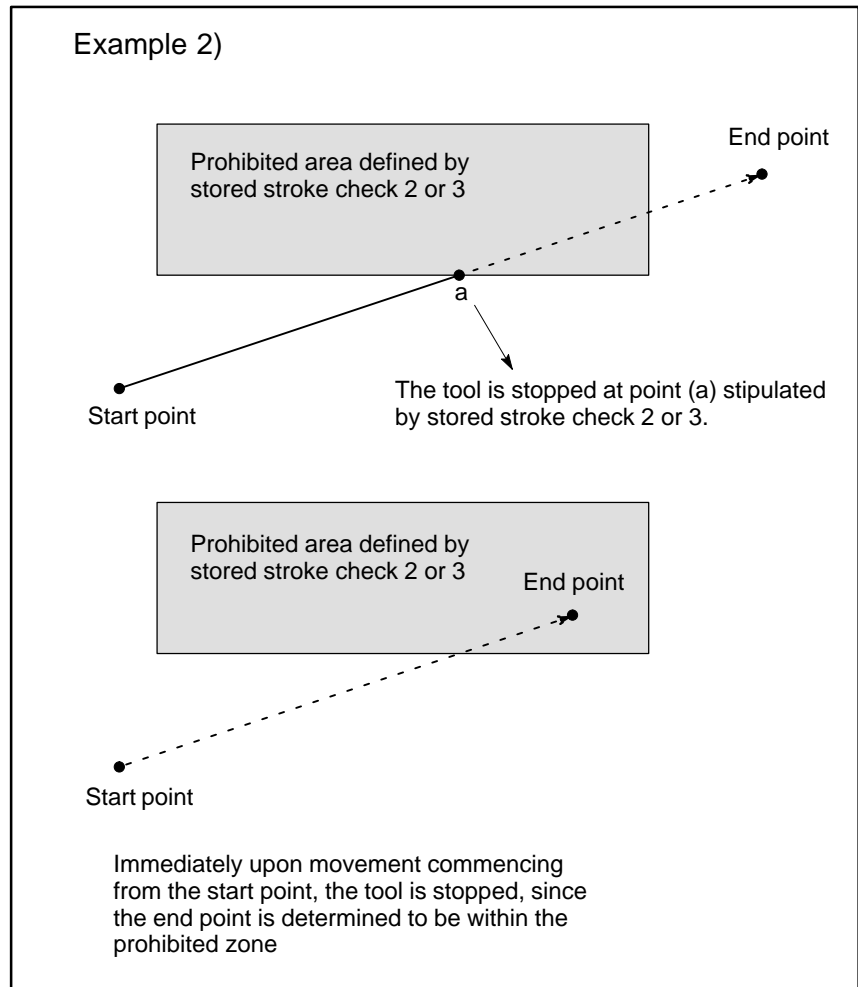 Example 2)
Prohibited area defined by
stored stroke check 2 or 3
End point
a
Start point
The tool is stopped at point (a) stipulated
by stored stroke check 2 or 3.
Prohibited area defined by
stored stroke check 2 or 3
End point
Start point
Immediately upon movement commencing
from the start point, the tool is stopped, since
the end point is determined to be within the
prohibited zone